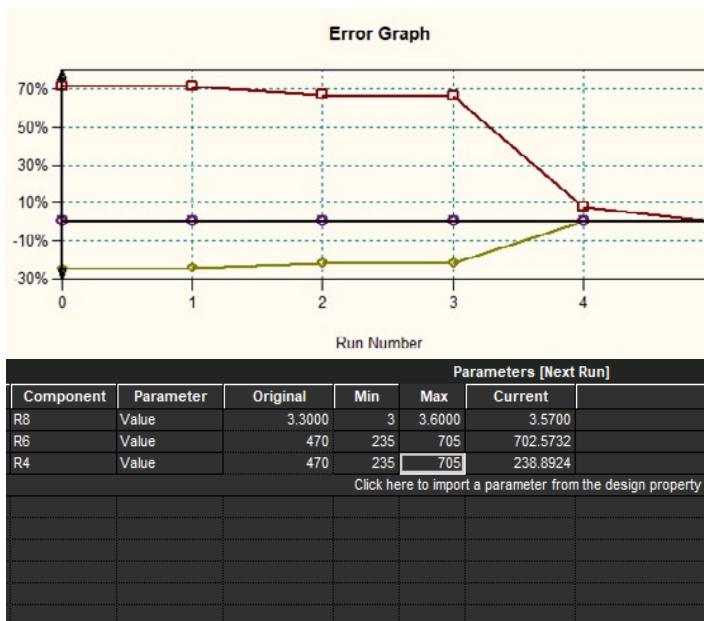 Error Graph
70%
50%
30%
10%
-10%
-30%
0 1 2 3 4
Run Number
Parameters [Next Run]
Component Parameter Original Min Max Current
R8 Value 3.3000 3 3.6000 3.5700
R6 Value 470 235 705 702.5732
R4 Value 470 235 705 238.8924
Click here to import a parameter from the design property